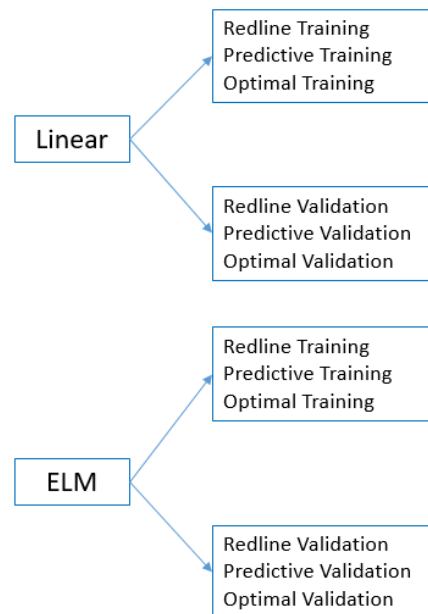 Redline Training
Predictive Training
Optimal Training
Linear
Redline Validation
Predictive Validation
Optimal Validation
Redline Training
Predictive Training
Optimal Training
ELM
Redline Validation
Predictive Validation
Optimal Validation